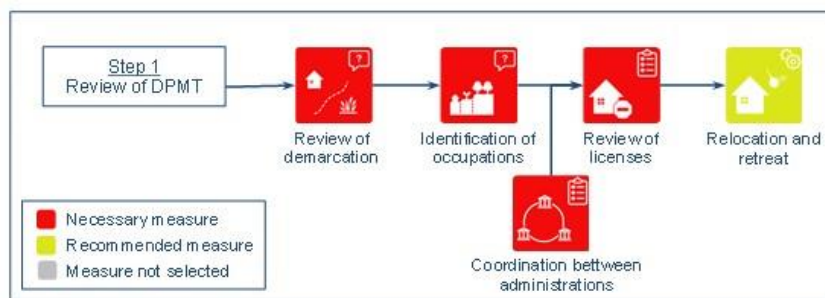 Step 1
Review of DPMT
?
?
Review of
demarcation
Identification of
occupations
Review of
licenses
Relocation and
retreat
Necessary measure
Recommended measure
Measure not selected
Coordination bettween
administrations